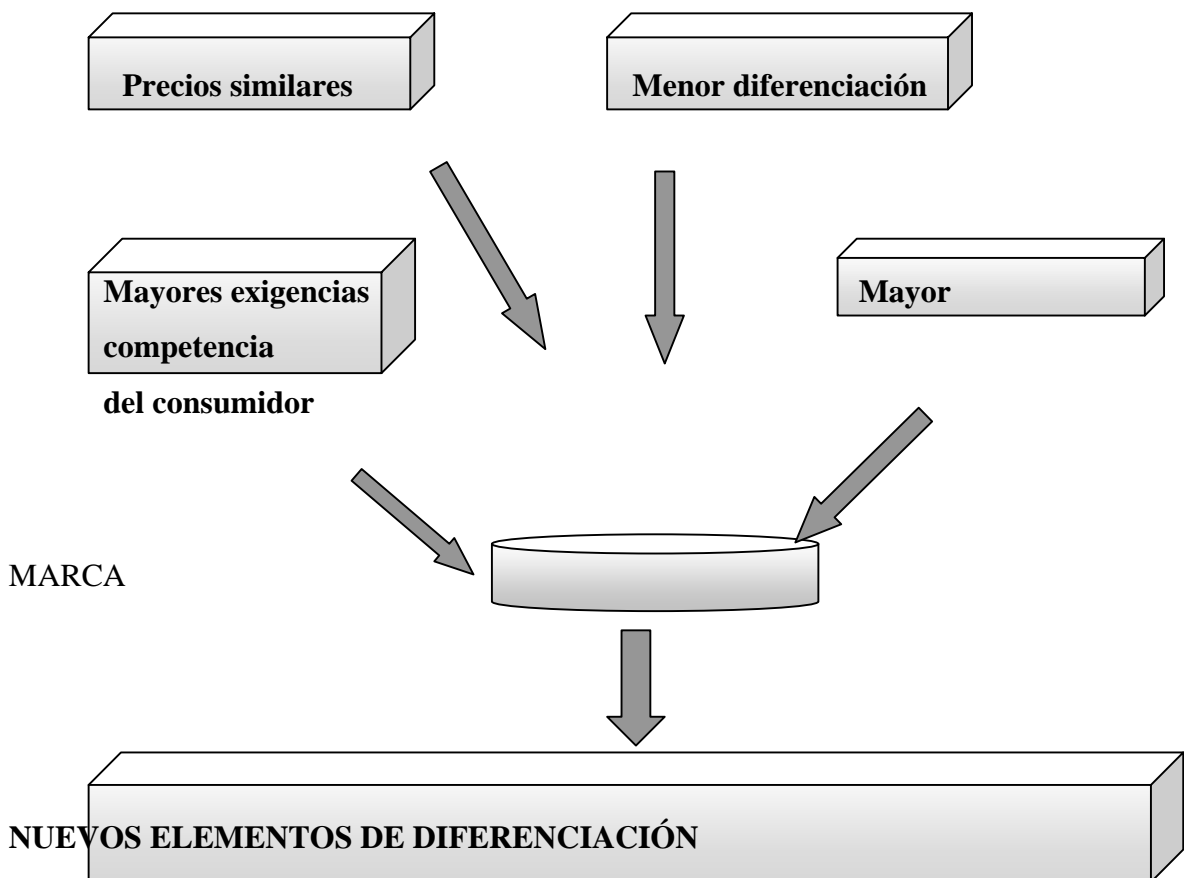 Precios similares
Menor diferenciación
Mayores exigencias
Mayor
competencia
del consumidor
MARCA
NUEVOS ELEMENTOS DE DIFERENCIACIÓN